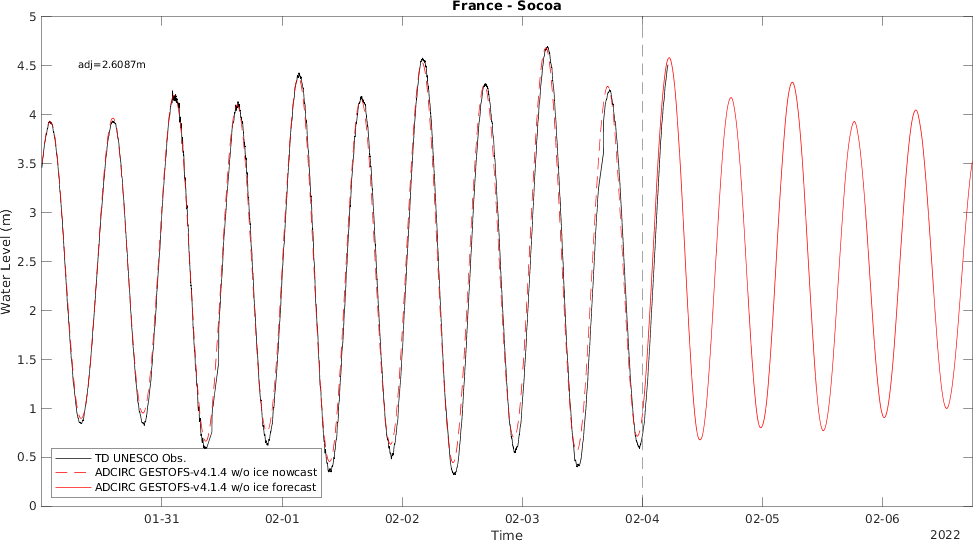 France - Socoa
5
4.5
4
3.5
3
2.5
2
1.5
1
0.5
0
Water Level (m)
adj=2.6087m
TD UNESCO Obs.
ADCIRC GESTOFS-v4.1.4 w/o ice nowcast
ADCIRC GESTOFS-v4.1.4 w/o ice forecast
01-31 02-01 02-02 02-03 02-04 02-05 02-06
Time
2022